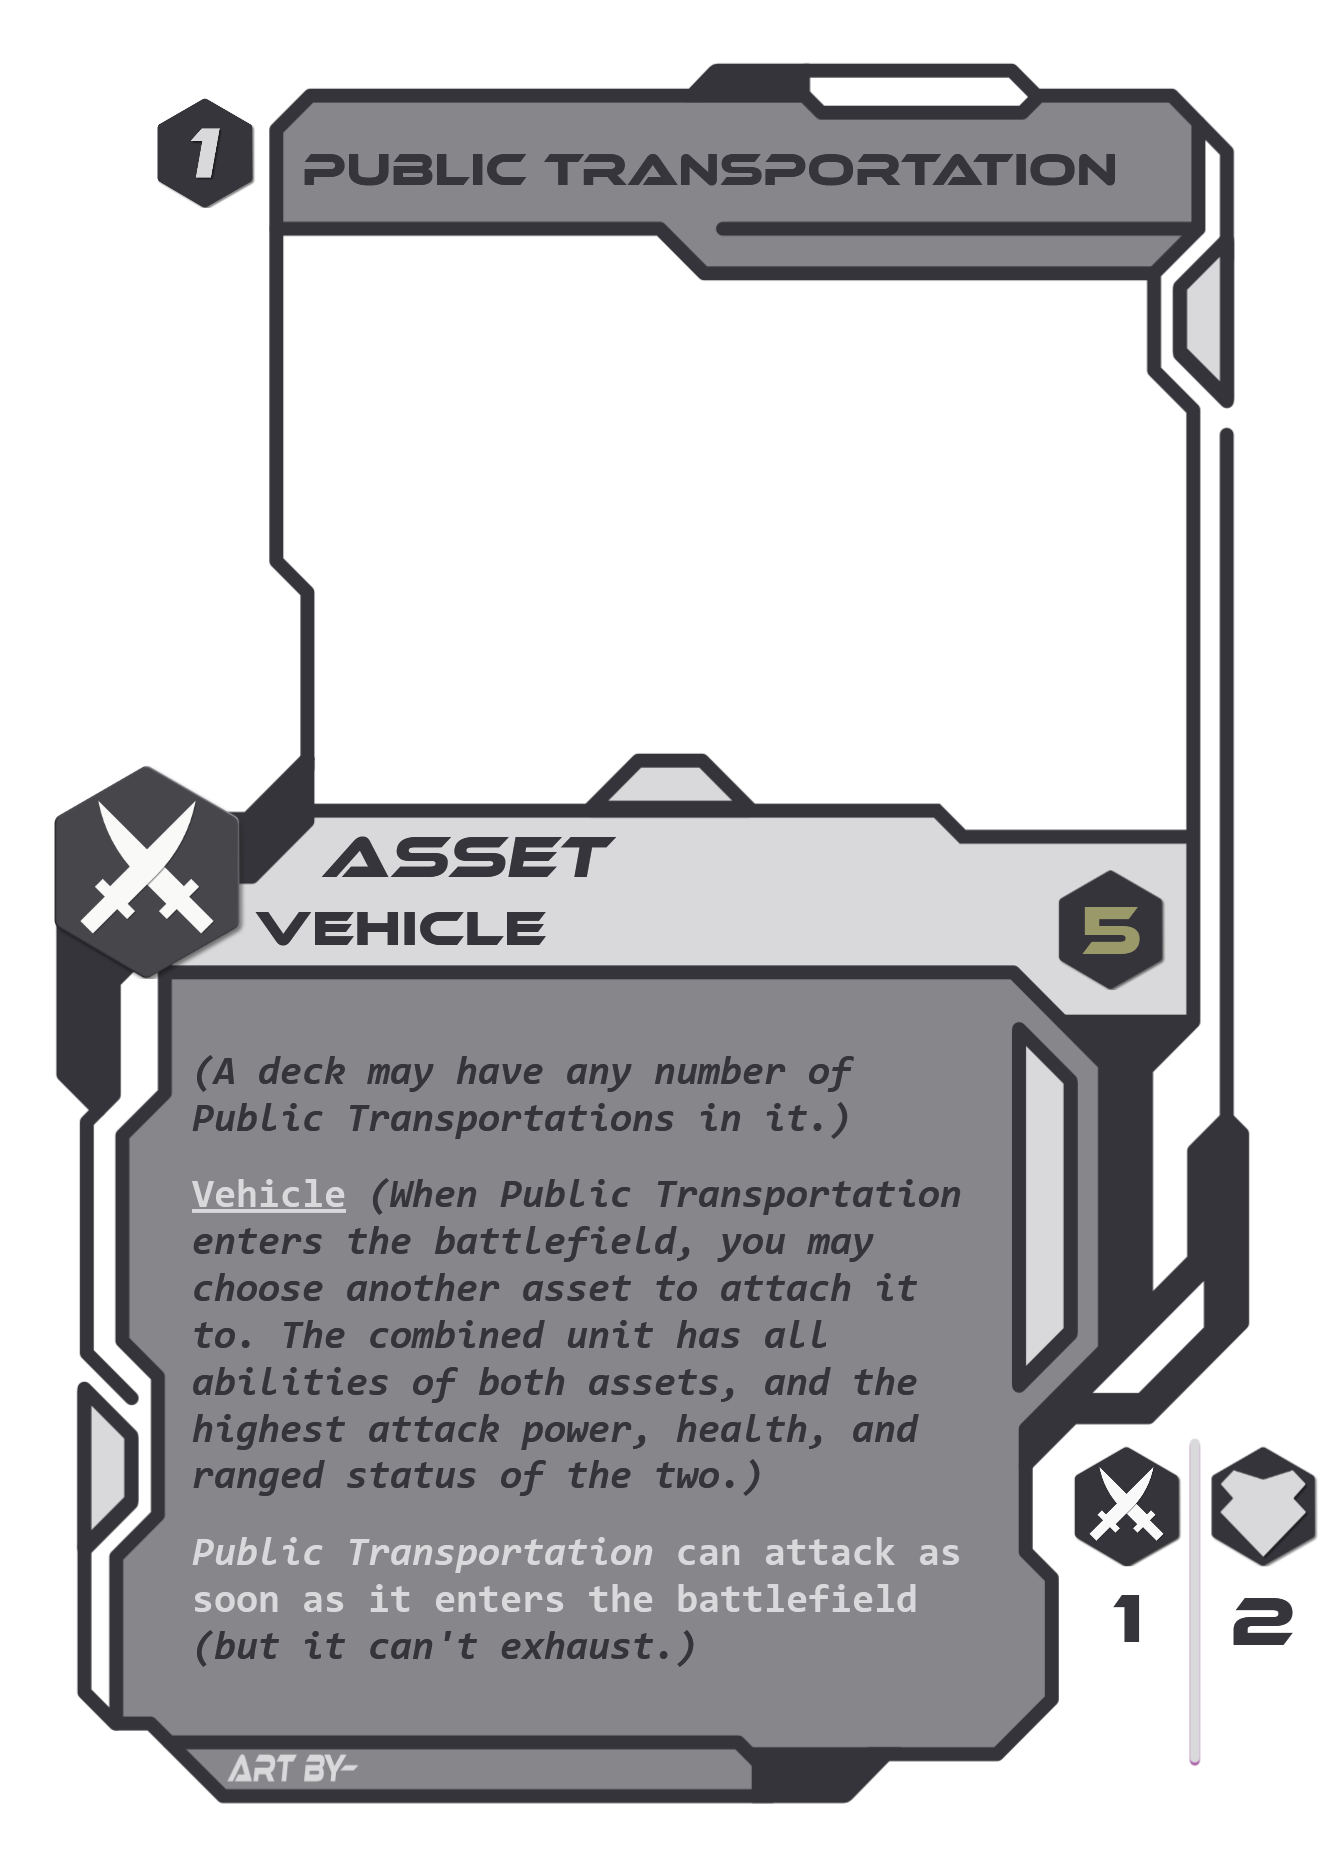 1
PUBLIC TRANSPORTATION
ASSET
VEHICLE
5
(A deck may have any number of
Public Transportations in it.)
Vehicle (When Public Transportation
enters the battlefield, you may
choose another asset to attach it
to. The combined unit has all
abilities of both assets, and the
highest attack power, health, and
ranged status of the two.)
Public Transportation can attack as
soon as it enters the battlefield
(but it can't exhaust.)
1
2
ART BY-